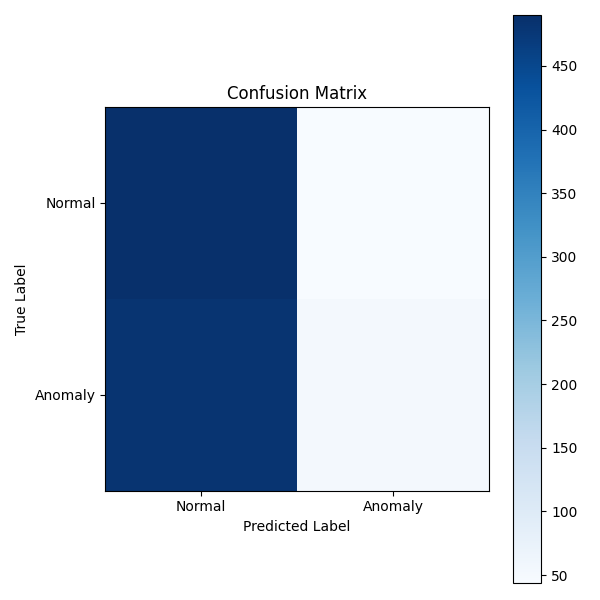 Confusion Matrix
True Label
Normal
Anomaly
Normal Anomaly
Predicted Label
450
400
350
300
250
200
150
100
50